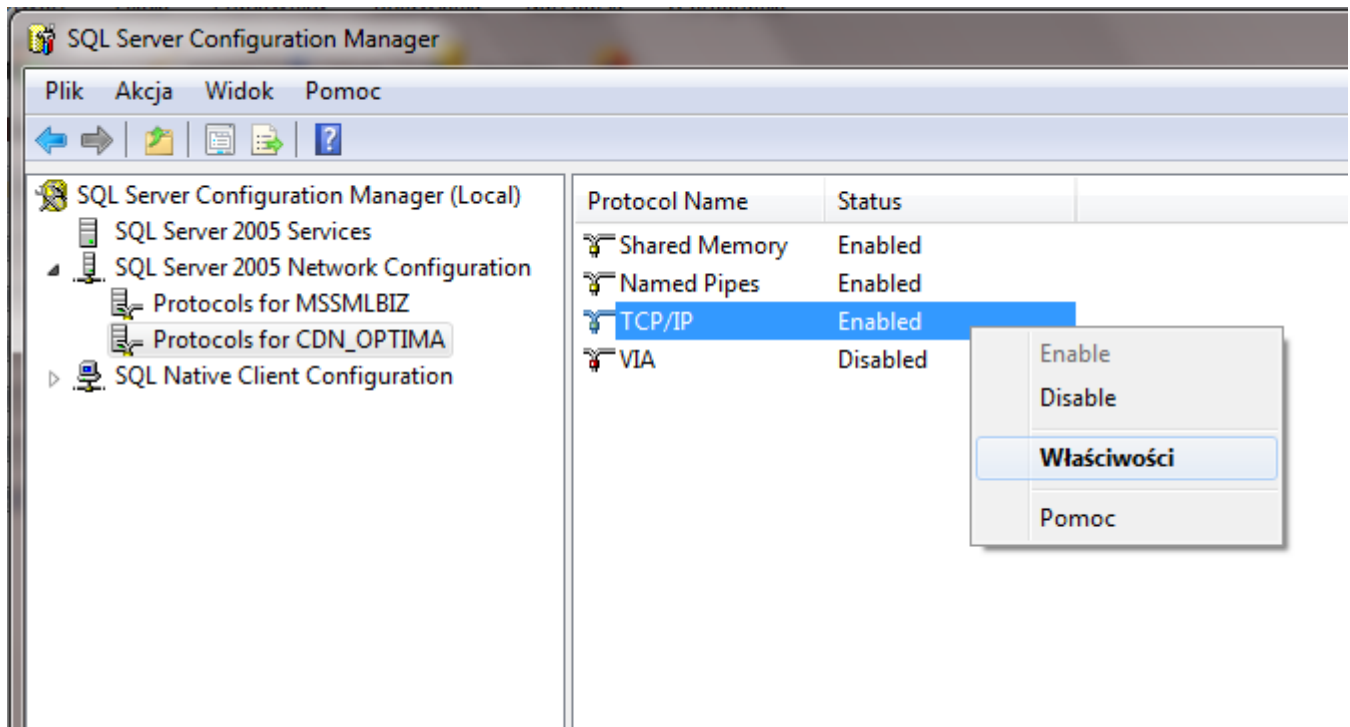 SQL Server Configuration Manager
Plik Akcja Widok Pomoc
SQL Server Configuration Manager (Local)
SQL Server 2005 Services
SQL Server 2005 Network Configuration
Protocols for MSSMLBIZ
Protocols for CDN_OPTIMA
SQL Native Client Configuration
Protocol Name Status
Shared Memory Enabled
Named Pipes Enabled
TCP/IP Enabled
VIA Disabled
Enable
Disable
Właściwości
Pomoc